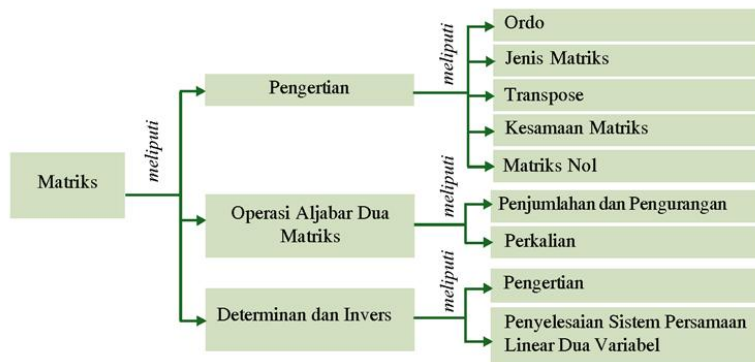 Matriks
meliputi
Pengertian
meliputi
Ordo
Jenis Matriks
Transpose
Kesamaan Matriks
Matriks Nol
Operasi Aljabar Dua
Matriks
meliputi
Penjumlahan dan Pengurangan
Perkalian
Determinan dan Invers
meliputi
Pengertian
Penyelesaian Sistem Persamaan
Linear Dua Variabel